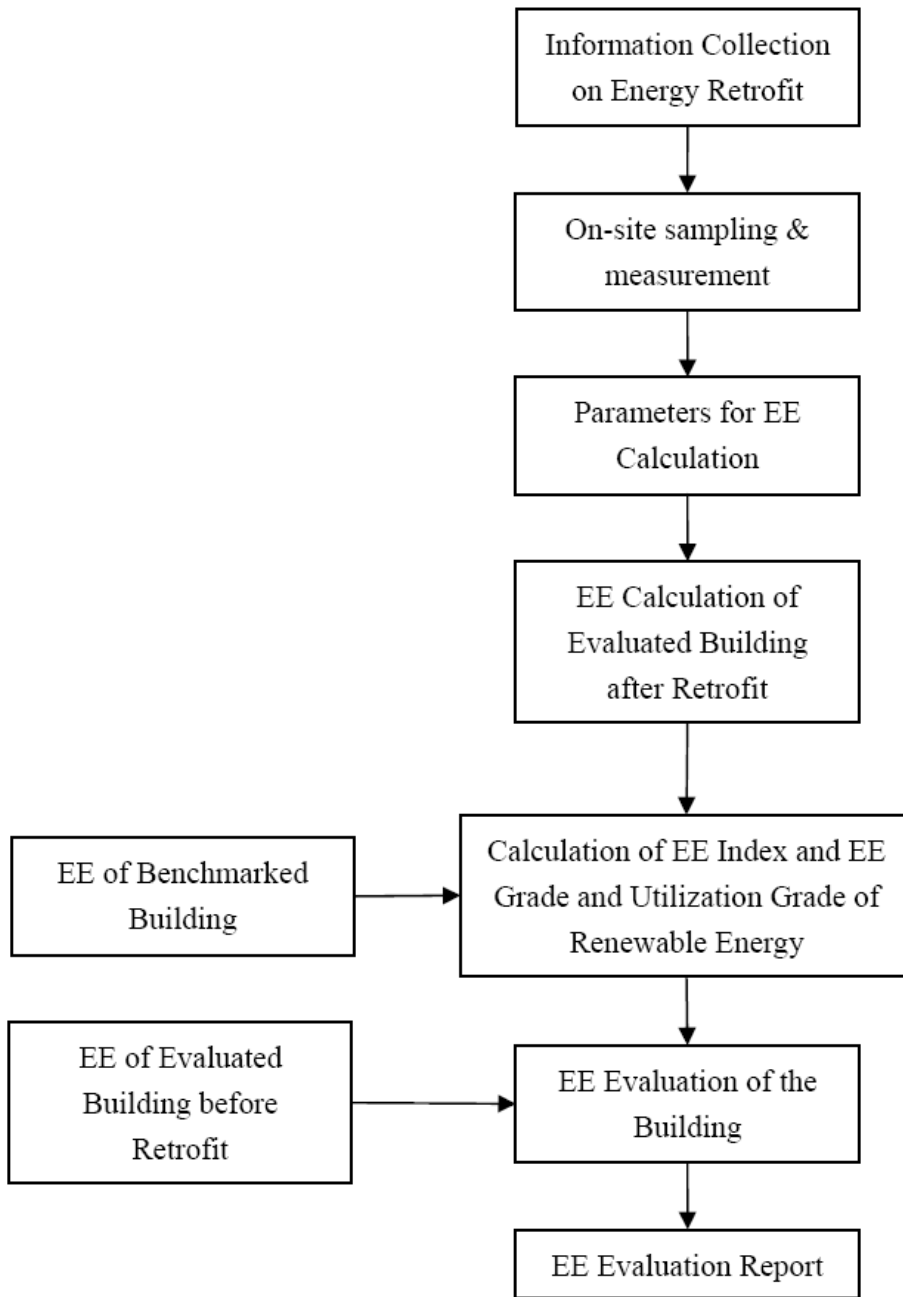 Information Collection
on Energy Retrofit
On-site sampling &
measurement
Parameters for EE
Calculation
EE Calculation of
Evaluated Building
after Retrofit
EE of Benchmarked
Building
Calculation of EE Index and EE
Grade and Utilization Grade of
Renewable Energy
EE of Evaluated
Building before
Retrofit
EE Evaluation of the
Building
EE Evaluation Report